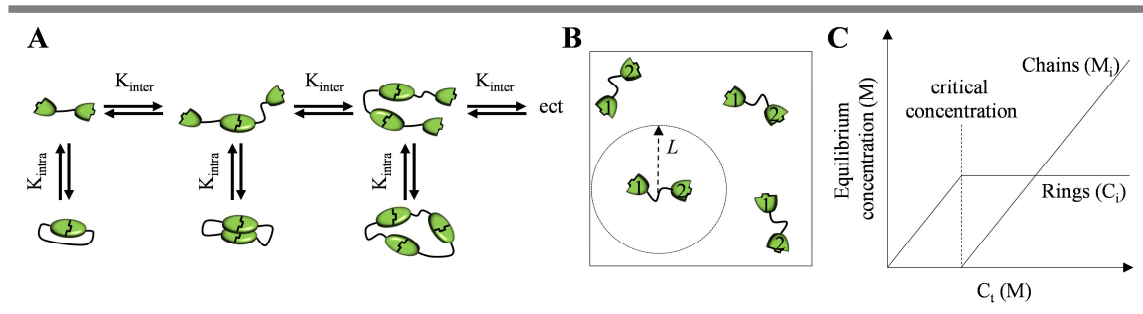 A
K_inter
K_inter
K_inter
ect
K_intra
K_intra
K_intra
B
2
1
1
2
L
1
2
1
2
C
Chains (M_i)
critical
concentration
Rings (C_i)
Equilibrium
concentration (M)
C_t (M)